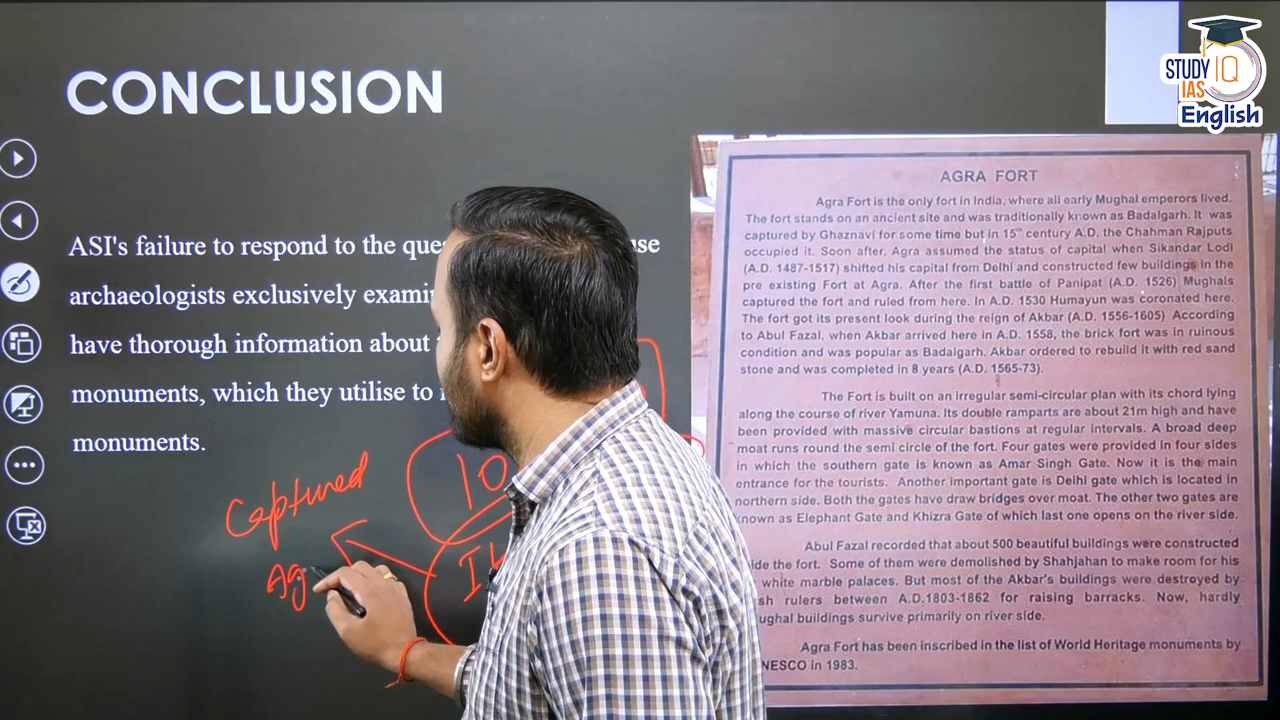 STUDY IQ
IAS
English
CONCLUSION
ASI's failure to respond to the
archaeologists exclusively
have thorough information about
monuments, which they utilise to
monuments.
Captured
10
AGRA FORT
Agra Fort is the only fort in India, where all early Mughal emperors lived.
The fort stands on an ancient site and was traditionally known as Badalgarh. It was
captured by Ghaznavi for some time but in 15th century A.D. the Chahman Rajputs
occupied it. Soon after, Agra assumed the status of capital when Sikandar Lodi
(A.D. 1487-1517) shifted his capital from Delhi and constructed few buildings in the
pre existing Fort at Agra. After the first battle of Panipat (A.D. 1526) Mughals
captured the fort and ruled from here. In A.D. 1530 Humayun was coronated here.
The fort got its present look during the reign of Akbar (A.D. 1556-1605) According
to Abul Fazal, when Akbar arrived here in A.D. 1558, the brick fort was in ruinous
condition and was popular as Badalgarh. Akbar ordered to rebuild it with red sand
stone and was completed in 8 years (A.D. 1565-73).
The Fort is built on an irregular semi-circular plan with its chord lying
along the course of river Yamuna. Its double ramparts are about 21m high and have
been provided with massive circular bastions at regular intervals. A broad deep
moat runs round the semi circle of the fort. Four gates were provided in four sides
in which the southern gate is known as Amar Singh Gate. Now it is the main
entrance for the tourists. Another important gate is Delhi gate which is located in
northern side. Both the gates have draw bridges over moat. The other two gates are
known as Elephant Gate and Khizra Gate of which last one opens on the river side.
Abul Fazal recorded that about 500 beautiful buildings were constructed
the fort. Some of them were demolished by Shahjahan to make room for his
white marble palaces. But most of the Akbar's buildings were destroyed by
rulers between A.D.1803-1862 for raising barracks. Now, hardly
buildings survive primarily on river side.
Agra Fort has been inscribed in the list of World Heritage monuments by
in 1983.